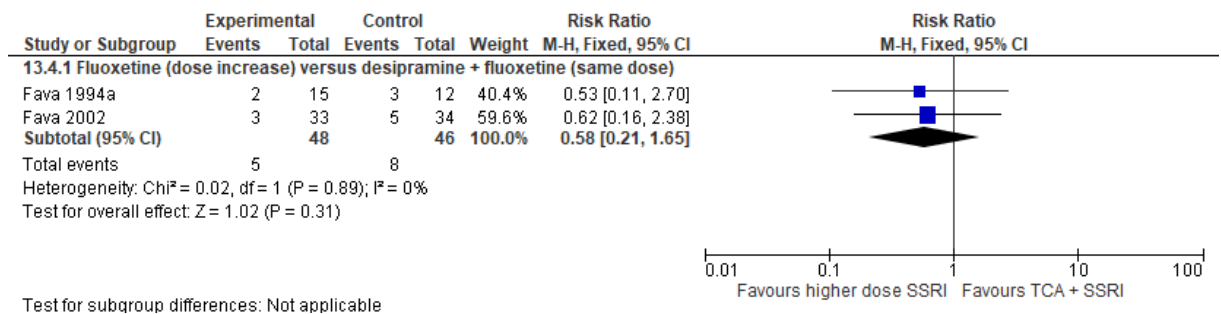 Experimental Control Risk Ratio Risk Ratio
Study or Subgroup Events Total Events Total Weight M-H, Fixed, 95% CI M-H, Fixed, 95% CI
13.4.1 Fluoxetine (dose increase) versus desipramine + fluoxetine (same dose)
Fava 1994a 2 15 3 12 40.4% 0.53 [0.11, 2.70]
Fava 2002 3 33 5 34 59.6% 0.62 [0.16, 2.38]
Subtotal (95% CI) 48 46 100.0% 0.58 [0.21, 1.65]
Total events 5 8
Heterogeneity: Chi² = 0.02, df = 1 (P = 0.89); I² = 0%
Test for overall effect: Z = 1.02 (P = 0.31)
0.01 0.1 1 10 100
Favours higher dose SSRI Favours TCA + SSRI
Test for subgroup differences: Not applicable